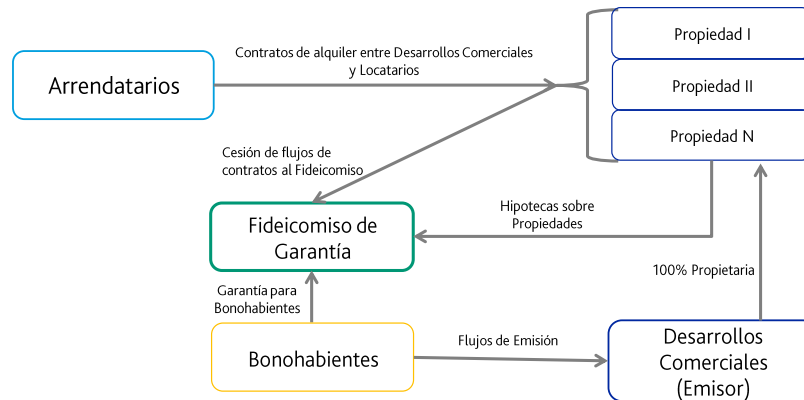 Contratos de alquiler entre Desarrollos Comerciales
y Locatarios
Arrendatarios
Propiedad I
Propiedad II
Propiedad N
Cesión de flujos de
contratos al Fideicomiso
Fideicomiso de
Garantía
Hipotecas sobre
Propiedades
100% Propietaria
Garantía para
Bonohabientes
Bonohabientes
Flujos de Emisión
Desarrollos
Comerciales
(Emisor)